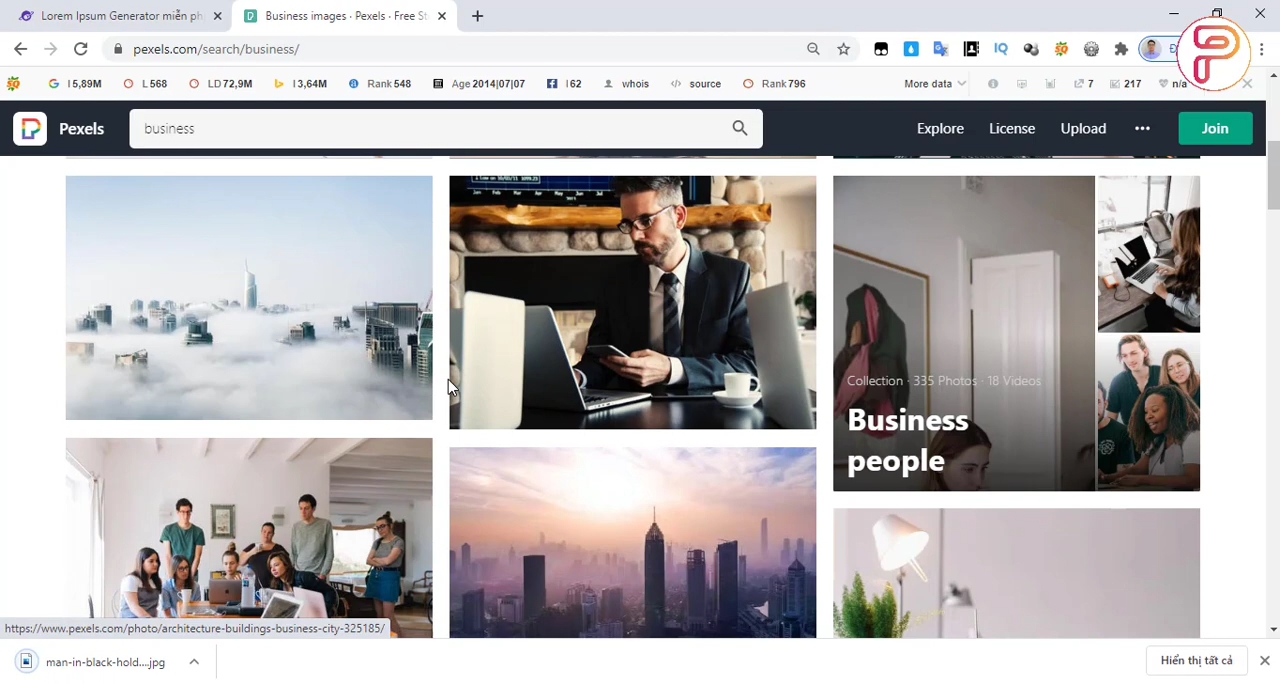 Lorem Ipsum Generator miễn ph
Business images · Pexels · Free St
pexels.com/search/business/
I 5,89M
L 568
LD 72,9M
I 3,64M
Rank 548
Age 2014|07|07
I 62
whois
source
Rank 796
More data
7
217
n/a
Pexels
business
Explore
License
Upload
Join
Collection · 335 Photos · 18 Videos
Business
people
https://www.pexels.com/photo/architecture-buildings-business-city-325185/
man-in-black-hold....jpg
Hiển thị tất cả